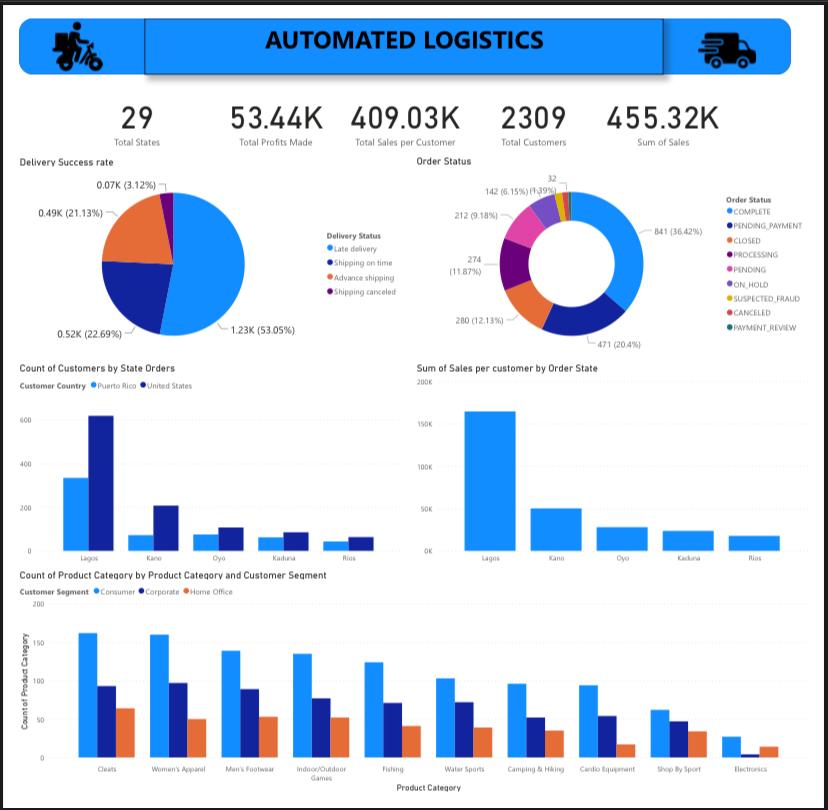 AUTOMATED LOGISTICS
29
Total States
53.44K
Total Profits Made
409.03K
Total Sales per Customer
2309
Total Customers
455.32K
Sum of Sales
Delivery Success rate
0.07K (3.12%)
0.49K (21.13%)
0.52K (22.69%)
1.23K (53.05%)
Delivery Status
Late delivery
Shipping on time
Advance shipping
Shipping canceled
Order Status
32
(1.39%)
142 (6.15%)
212 (9.18%)
274
(11.87%)
280 (12.13%)
471 (20.4%)
841 (36.42%)
Order Status
COMPLETE
PENDING_PAYMENT
CLOSED
PROCESSING
PENDING
ON_HOLD
SUSPECTED_FRAUD
CANCELED
PAYMENT_REVIEW
Count of Customers by State Orders
Customer Country Puerto Rico United States
600
400
200
0
Lagos Kano Oyo Kaduna Rios
Sum of Sales per customer by Order State
200K
150K
100K
50K
0K
Lagos Kano Oyo Kaduna Rios
Count of Product Category by Product Category and Customer Segment
Customer Segment Consumer Corporate Home Office
Count of Product Category
200
150
100
50
0
Cleats Women's Apparel Men's Footwear Indoor/Outdoor Games Fishing Water Sports Camping & Hiking Cardio Equipment Shop By Sport Electronics
Product Category